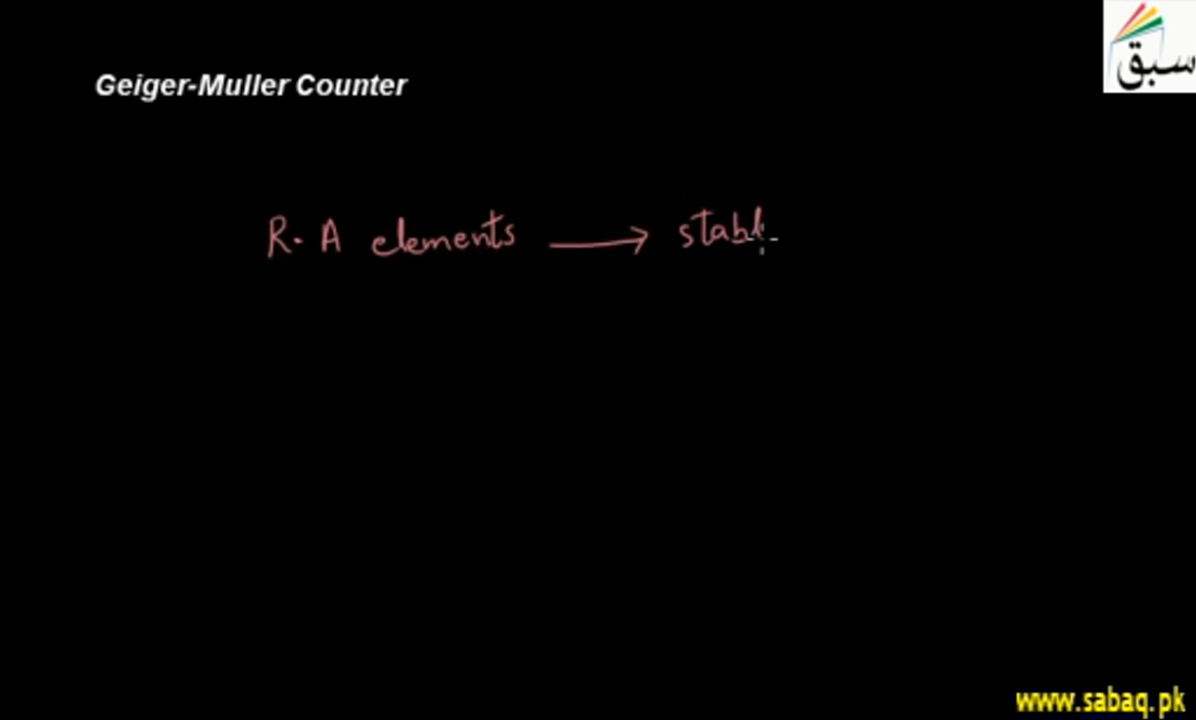 سبق
Geiger-Muller Counter
R. A elements → stabl
www.sabaq.pk